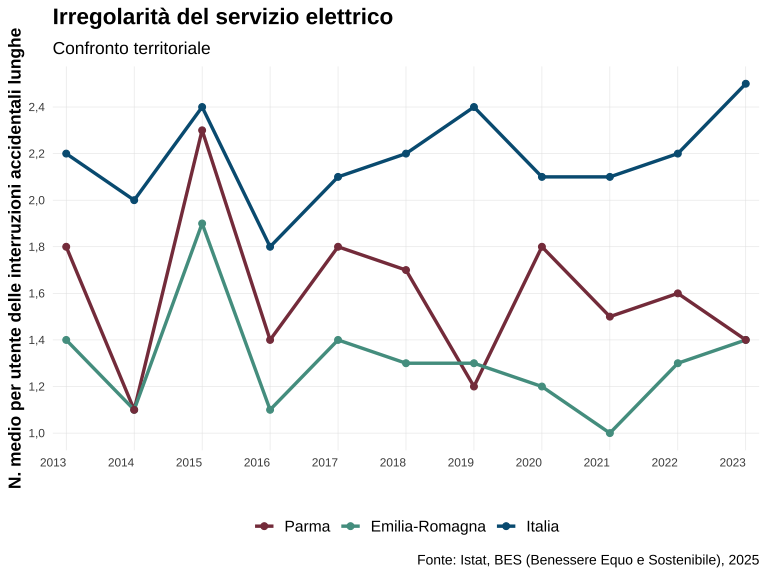 Irregolarità del servizio elettrico
Confronto territoriale
N. medio per utente delle interruzioni accidentali lunghe
2,4
2,2
2,0
1,8
1,6
1,4
1,2
1,0
2013 2014 2015 2016 2017 2018 2019 2020 2021 2022 2023
Parma Emilia-Romagna Italia
Fonte: Istat, BES (Benessere Equo e Sostenibile), 2025